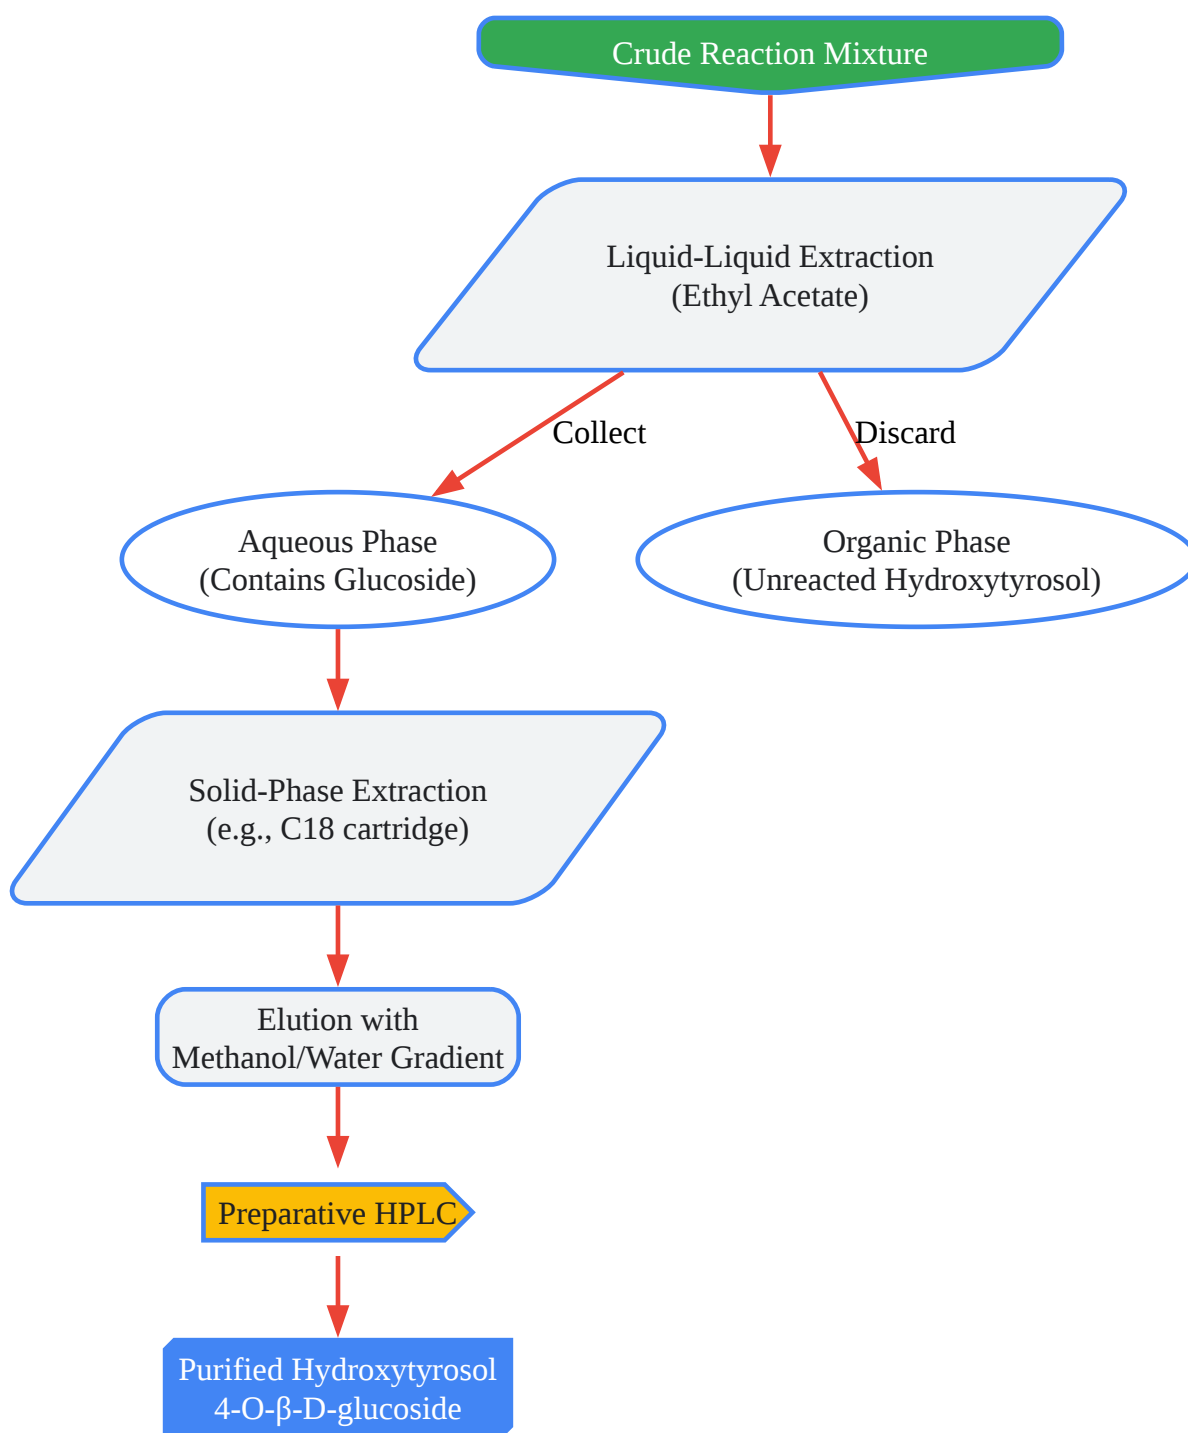 Crude Reaction Mixture
Liquid-Liquid Extraction
(Ethyl Acetate)
Collect
Discard
Aqueous Phase
(Contains Glucoside)
Organic Phase
(Unreacted Hydroxytyrosol)
Solid-Phase Extraction
(e.g., C18 cartridge)
Elution with
Methanol/Water Gradient
Preparative HPLC
Purified Hydroxytyrosol
4-O-β-D-glucoside